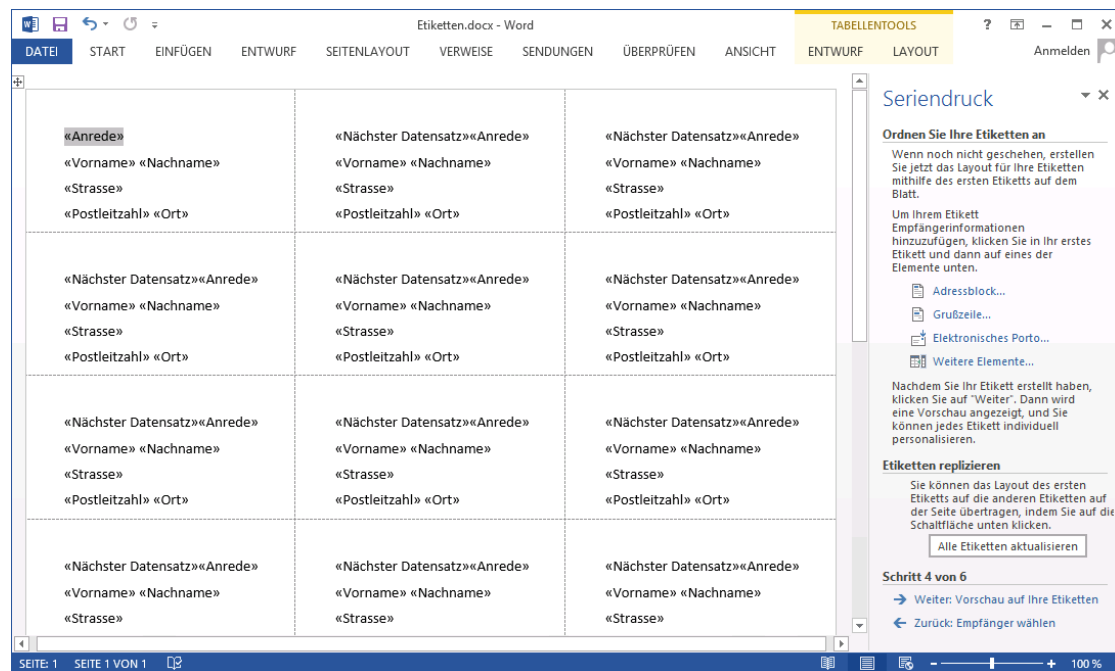 Etiketten.docx - Word
TABELLENTOOLS
?
DATEI START EINFÜGEN ENTWURF SEITENLAYOUT VERWEISE SENDUNGEN ÜBERPRÜFEN ANSICHT ENTWURF LAYOUT Anmelden
«Anrede» «Nächster Datensatz»«Anrede» «Nächster Datensatz»«Anrede»
«Vorname» «Nachname» «Vorname» «Nachname» «Vorname» «Nachname»
«Strasse» «Strasse» «Strasse»
«Postleitzahl» «Ort» «Postleitzahl» «Ort» «Postleitzahl» «Ort»
«Nächster Datensatz»«Anrede» «Nächster Datensatz»«Anrede» «Nächster Datensatz»«Anrede»
«Vorname» «Nachname» «Vorname» «Nachname» «Vorname» «Nachname»
«Strasse» «Strasse» «Strasse»
«Postleitzahl» «Ort» «Postleitzahl» «Ort» «Postleitzahl» «Ort»
«Nächster Datensatz»«Anrede» «Nächster Datensatz»«Anrede» «Nächster Datensatz»«Anrede»
«Vorname» «Nachname» «Vorname» «Nachname» «Vorname» «Nachname»
«Strasse» «Strasse» «Strasse»
«Postleitzahl» «Ort» «Postleitzahl» «Ort» «Postleitzahl» «Ort»
«Nächster Datensatz»«Anrede» «Nächster Datensatz»«Anrede» «Nächster Datensatz»«Anrede»
«Vorname» «Nachname» «Vorname» «Nachname» «Vorname» «Nachname»
«Strasse» «Strasse» «Strasse»
Seriendruck
Ordnen Sie Ihre Etiketten an
Wenn noch nicht geschehen, erstellen
Sie jetzt das Layout für Ihre Etiketten
mithilfe des ersten Etiketts auf dem
Blatt.
Um Ihrem Etikett
Empfängerinformationen
hinzuzufügen, klicken Sie in Ihr erstes
Etikett und dann auf eines der
Elemente unten.
Adressblock...
Grußzeile...
Elektronisches Porto...
Weitere Elemente...
Nachdem Sie Ihr Etikett erstellt haben,
klicken Sie auf "Weiter". Dann wird
eine Vorschau angezeigt, und Sie
können jedes Etikett individuell
personalisieren.
Etiketten replizieren
Sie können das Layout des ersten
Etiketts auf die anderen Etiketten auf
der Seite übertragen, indem Sie auf die
Schaltfläche unten klicken.
Alle Etiketten aktualisieren
Schritt 4 von 6
Weiter: Vorschau auf Ihre Etiketten
Zurück: Empfänger wählen
SEITE: 1 SEITE 1 VON 1 100 %